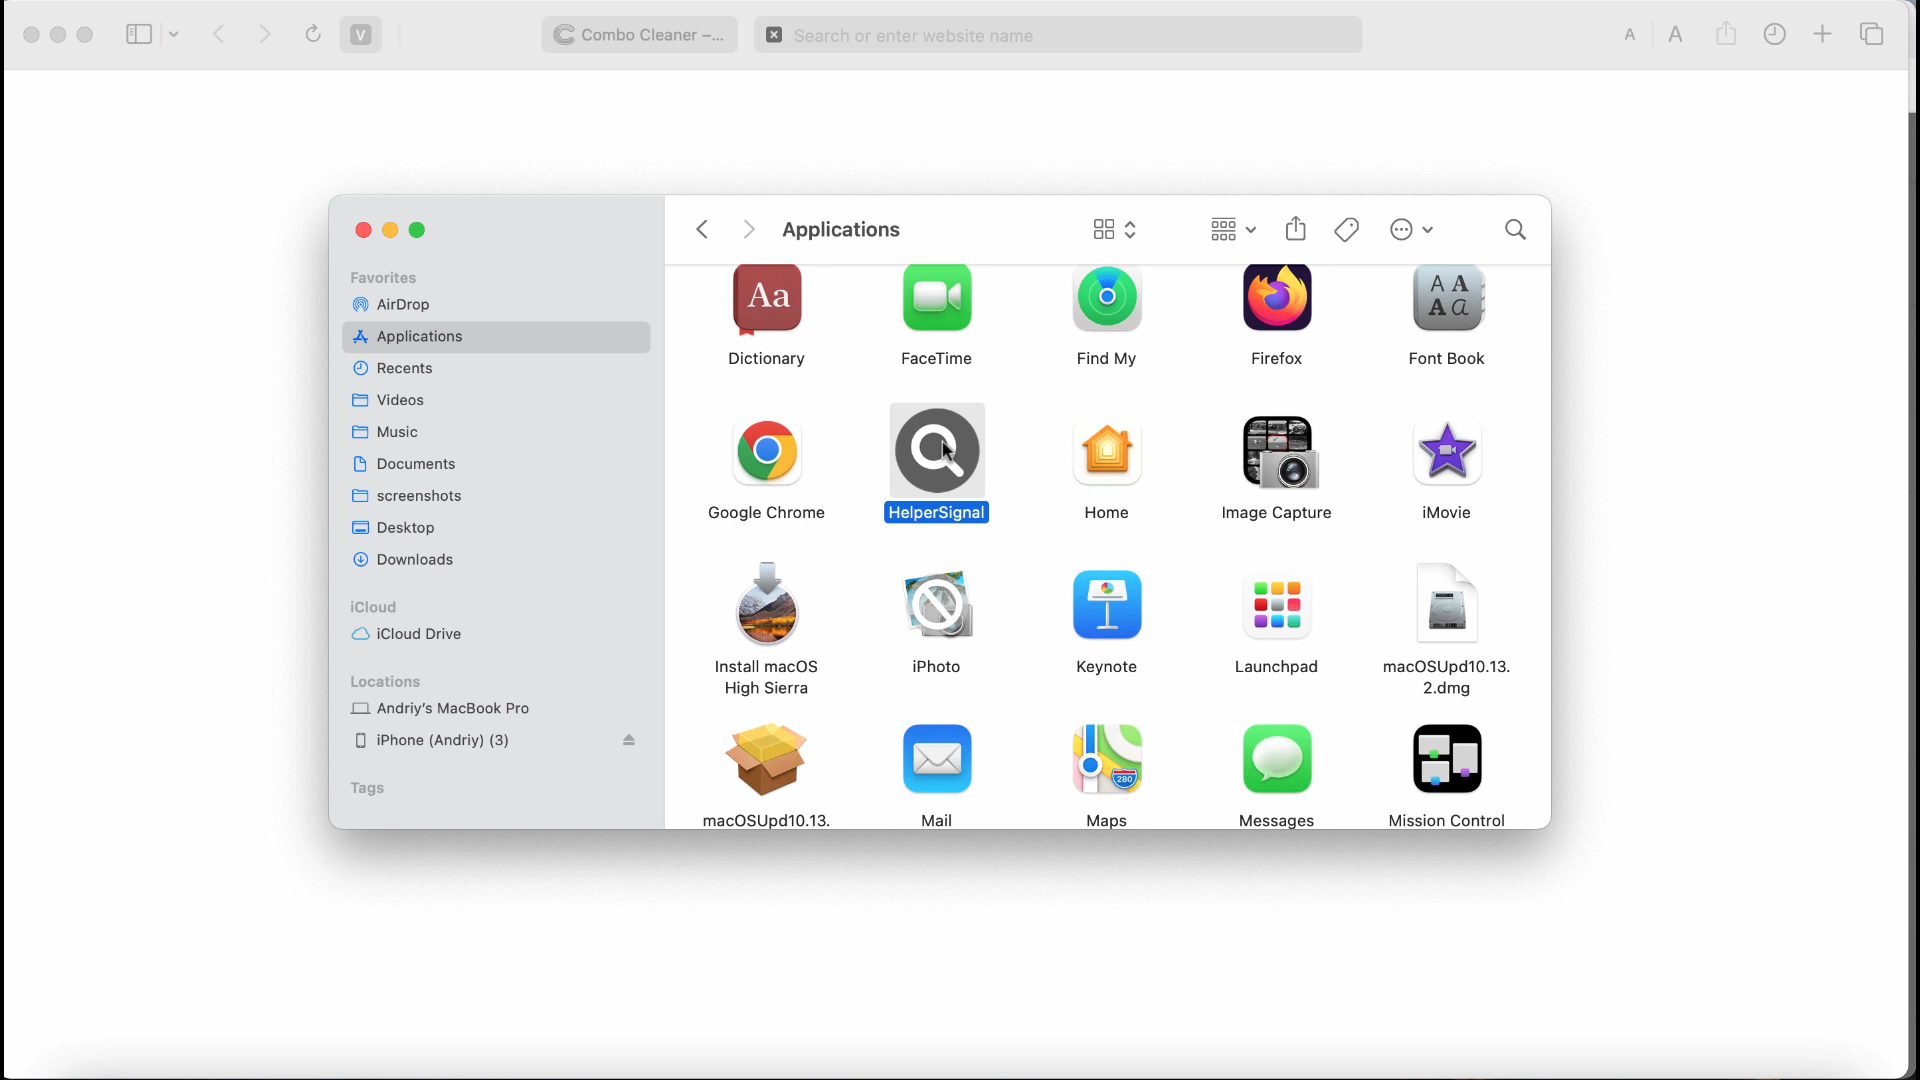 V
Combo Cleaner –...
Search or enter website name
A
A
Applications
Favorites
AirDrop
Applications
Recents
Videos
Music
Documents
screenshots
Desktop
Downloads
iCloud
iCloud Drive
Locations
Andriy's MacBook Pro
iPhone (Andriy) (3)
Tags
Aa
A A
A a
Dictionary
FaceTime
Find My
Firefox
Font Book
Google Chrome
HelperSignal
Home
Image Capture
iMovie
Install macOS
High Sierra
iPhoto
Keynote
Launchpad
macOSUpd10.13.
2.dmg
280
macOSUpd10.13.
Mail
Maps
Messages
Mission Control